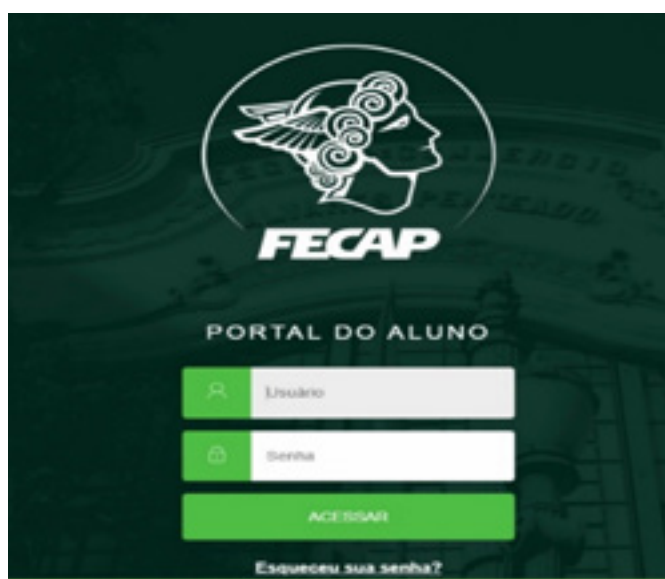 FECAP
PORTAL DO ALUNO
Usuário
Senha
ACESSAR
Esqueceu sua senha?